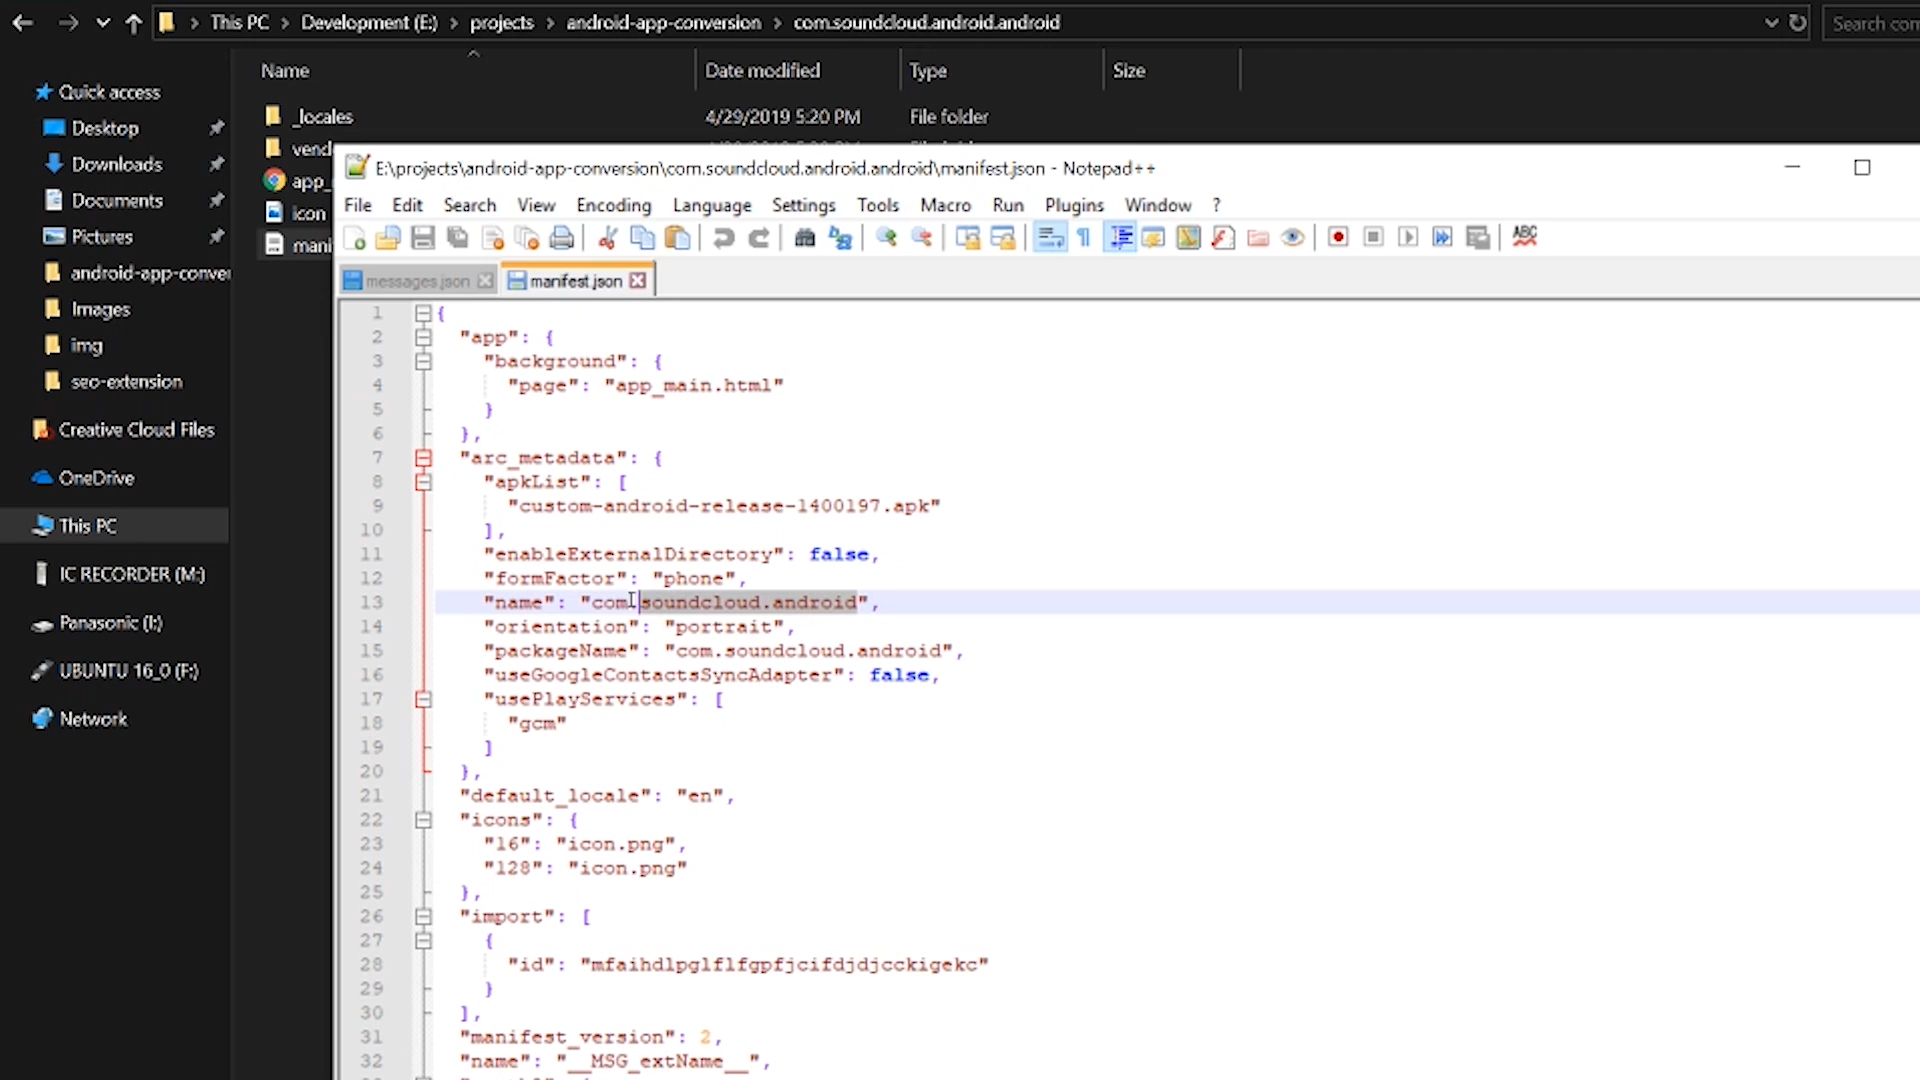 This PC > Development (E:) > projects > android-app-conversion > com.soundcloud.android.android
Search com
Name Date modified Type Size
Quick access
Desktop
Downloads
Documents
Pictures
android-app-conver
Images
img
seo-extension
Creative Cloud Files
OneDrive
This PC
IC RECORDER (M:)
Panasonic (I:)
UBUNTU 16_0 (F:)
Network
_locales 4/29/2019 5:20 PM File folder
vend
app_
icon
mani
E:\projects\android-app-conversion\com.soundcloud.android.android\manifest.json - Notepad++
File Edit Search View Encoding Language Settings Tools Macro Run Plugins Window ?
ABC
messages.json manifest.json
1 {
2 "app": {
3 "background": {
4 "page": "app_main.html"
5 }
6 },
7 "arc_metadata": {
8 "apkList": [
9 "custom-android-release-1400197.apk"
10 ],
11 "enableExternalDirectory": false,
12 "formFactor": "phone",
13 "name": "com.soundcloud.android",
14 "orientation": "portrait",
15 "packageName": "com.soundcloud.android",
16 "useGoogleContactsSyncAdapter": false,
17 "usePlayServices": [
18 "gcm"
19 ]
20 },
21 "default_locale": "en",
22 "icons": {
23 "16": "icon.png",
24 "128": "icon.png"
25 },
26 "import": [
27 {
28 "id": "mfaihdlpglflfgpfjcifdjdjcckigekc"
29 }
30 ],
31 "manifest_version": 2,
32 "name": "__MSG_extName__",